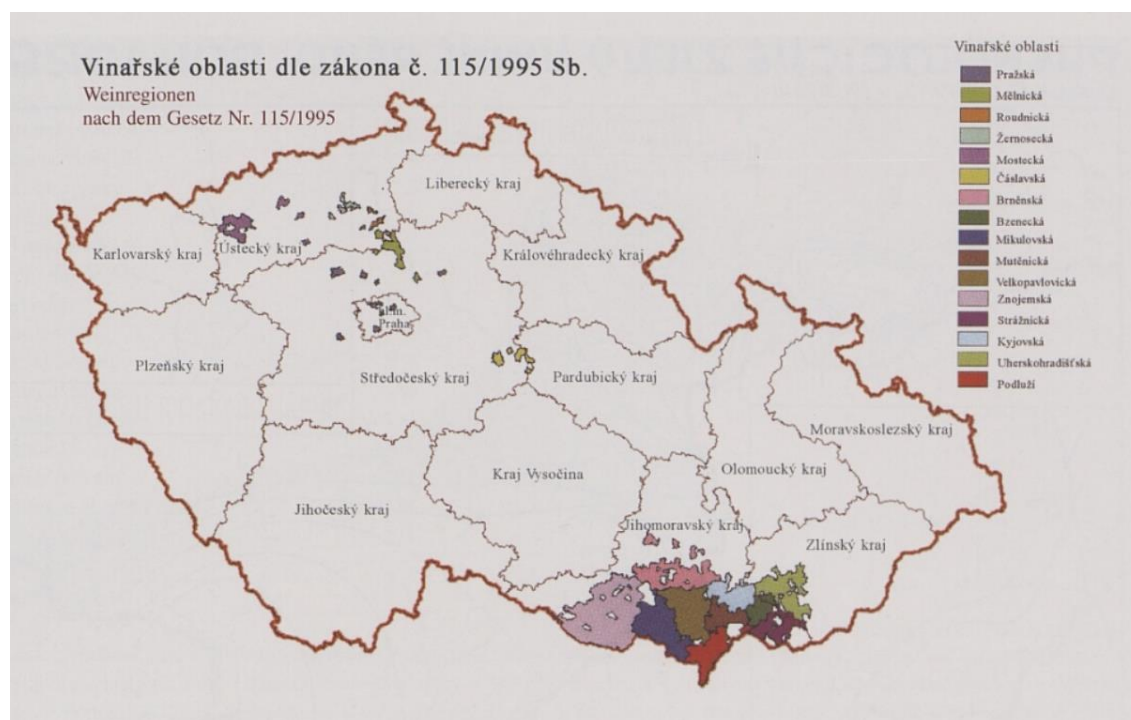 Vinařské oblasti dle zákona č. 115/1995 Sb.
Weinregionen
nach dem Gesetz Nr. 115/1995
Vinařské oblasti
Pražská
Mělnická
Roudnická
Žernosecká
Mostecká
Čáslavská
Brněnská
Bzenecká
Mikulovská
Mutěnická
Velkopavlovická
Znojemská
Strážnická
Kyjovská
Uherskohradišťská
Podluží
Liberecký kraj
Karlovarský kraj
Ústecký kraj
Královéhradecký kraj
Praha
Plzeňský kraj
Středočeský kraj
Pardubický kraj
Moravskoslezský kraj
Kraj Vysočina
Olomoucký kraj
Jihočeský kraj
Jihomoravský kraj
Zlínský kraj